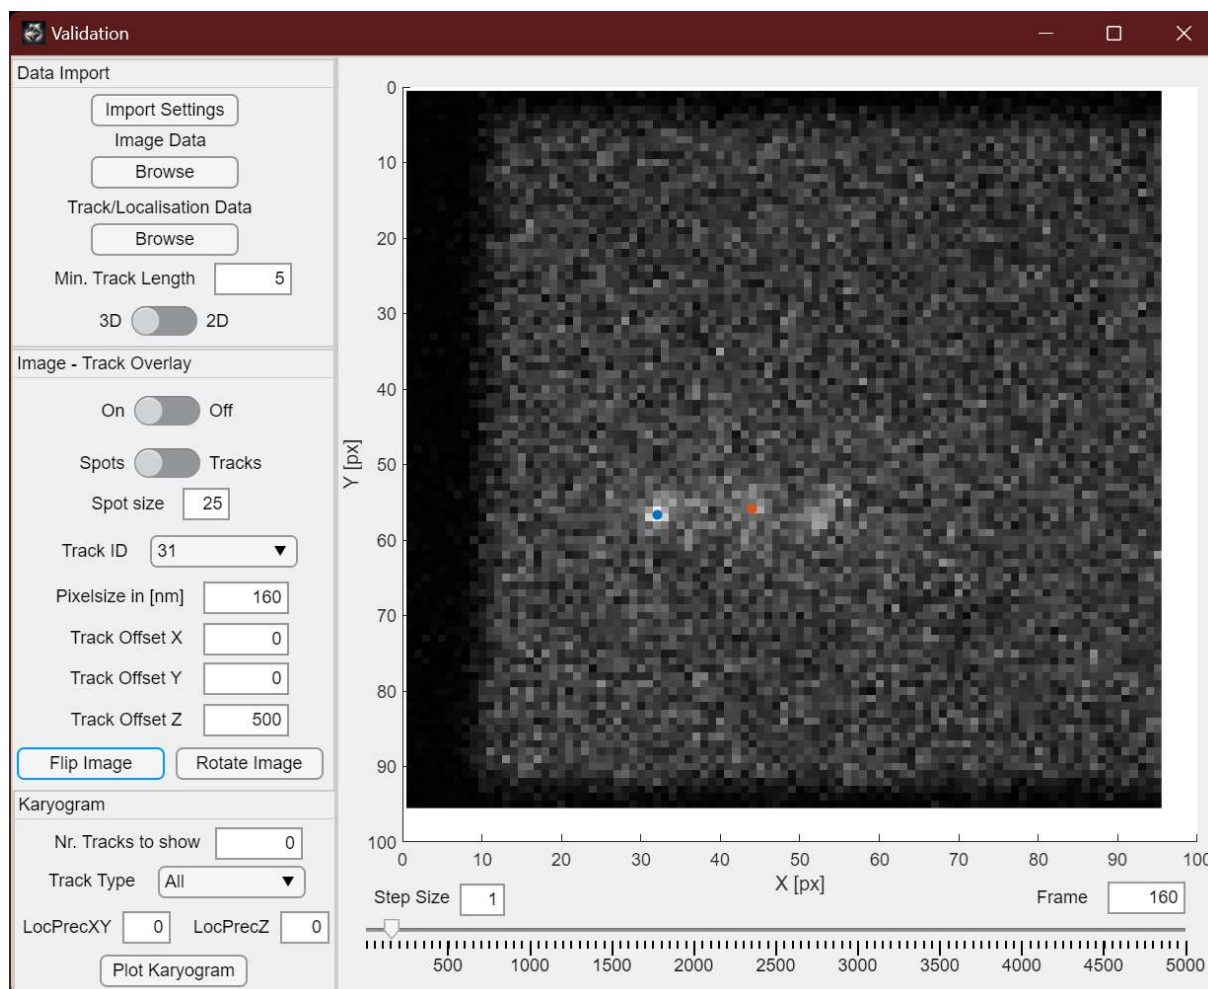 Validation
Data Import
Import Settings
Image Data
Browse
Track/Localisation Data
Browse
Min. Track Length 5
3D 2D
Image - Track Overlay
On Off
Spots Tracks
Spot size 25
Track ID 31
Pixelsize in [nm] 160
Track Offset X 0
Track Offset Y 0
Track Offset Z 500
Flip Image Rotate Image
Karyogram
Nr. Tracks to show 0
Track Type All
LocPrecXY 0 LocPrecZ 0
Plot Karyogram
0
10
20
30
40
50
60
70
80
90
100
Y [px]
0 10 20 30 40 50 60 70 80 90 100
X [px]
Step Size 1
Frame 160
500 1000 1500 2000 2500 3000 3500 4000 4500 5000